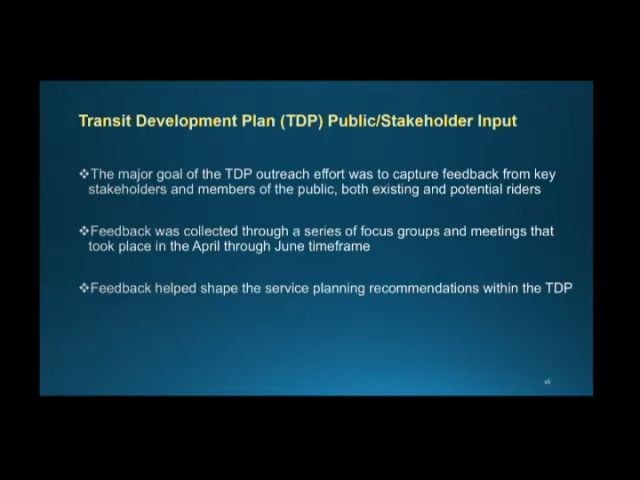 Transit Development Plan (TDP) Public/Stakeholder Input
❖The major goal of the TDP outreach effort was to capture feedback from key
stakeholders and members of the public, both existing and potential riders
❖Feedback was collected through a series of focus groups and meetings that
took place in the April through June timeframe
❖Feedback helped shape the service planning recommendations within the TDP